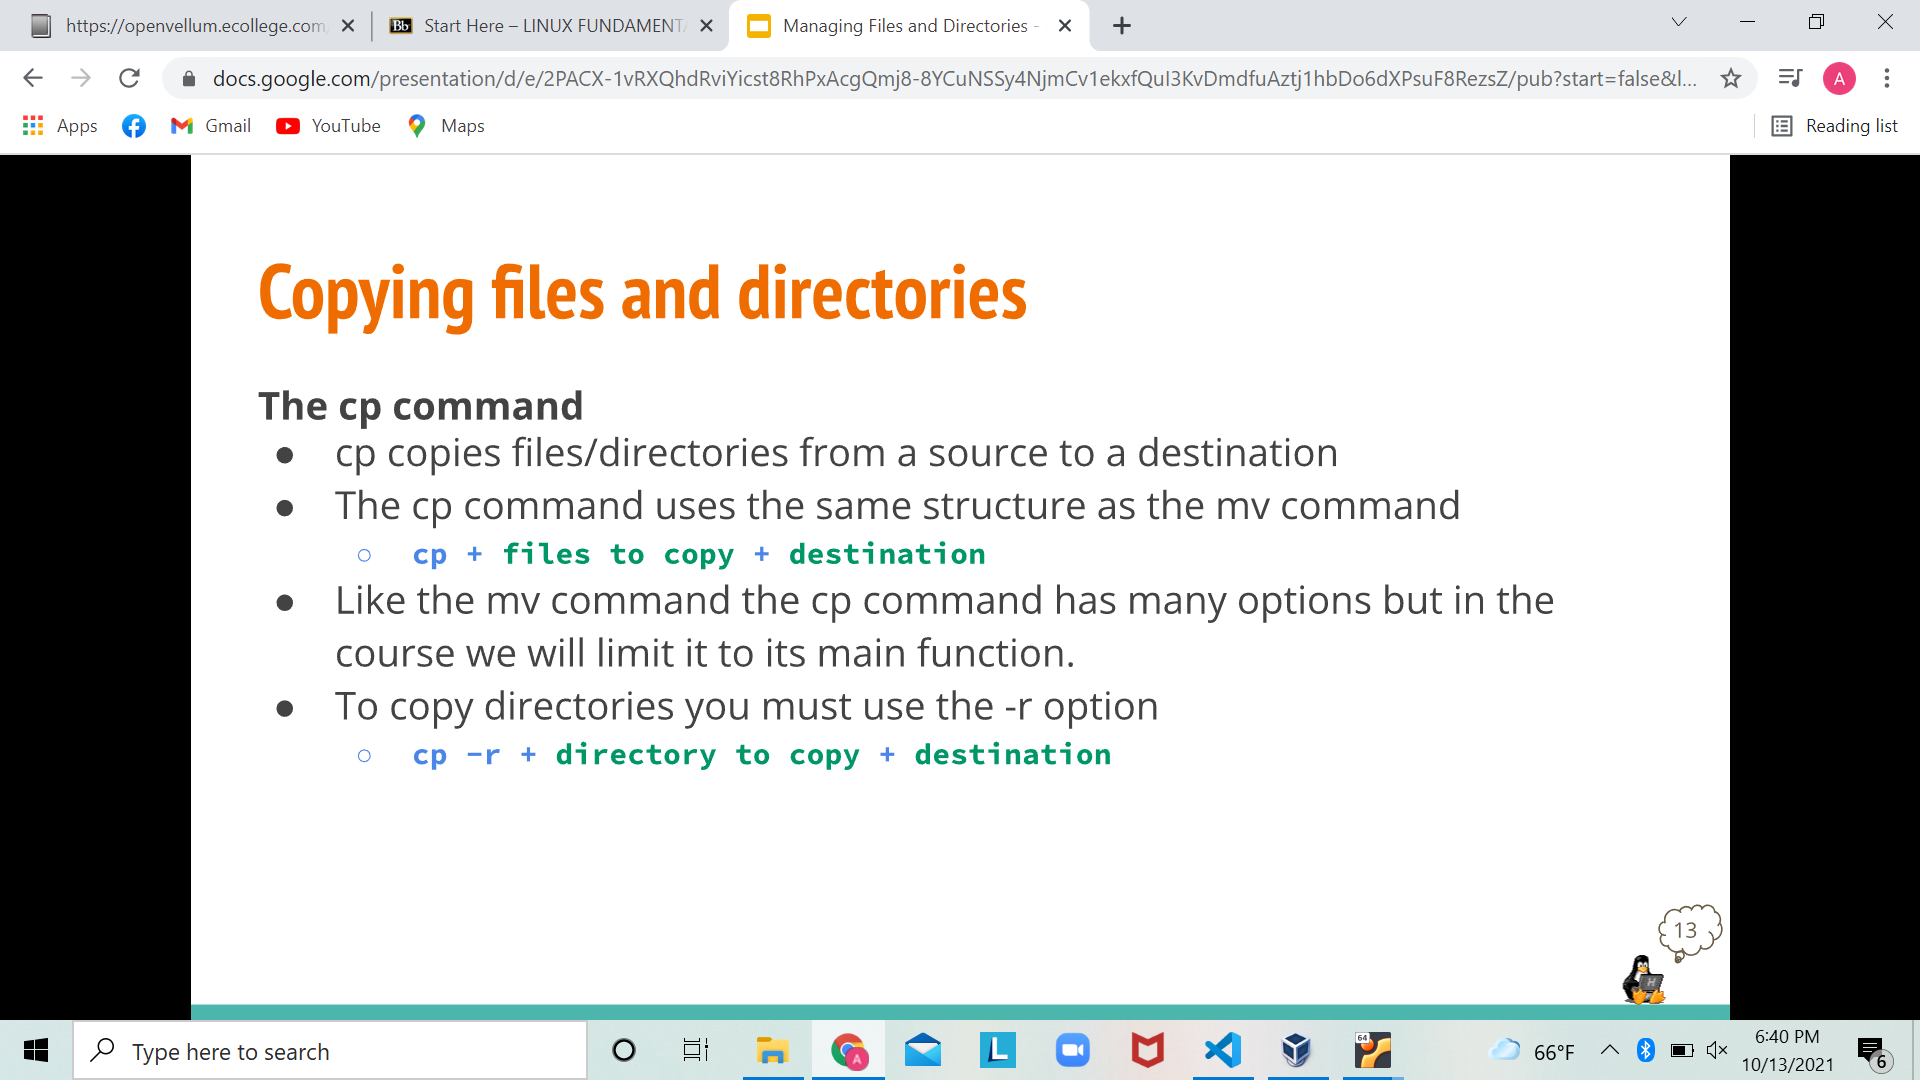 https://openvellum.ecollege.com
Bb Start Here – LINUX FUNDAMENT
Managing Files and Directories -
docs.google.com/presentation/d/e/2PACX-1vRXQhdRviYicst8RhPxAcgQmj8-8YCuNSSy4NjmCv1ekxfQuI3KvDmdfuAztj1hbDo6dXPsuF8RezsZ/pub?start=false&l...
A
Apps
Gmail
YouTube
Maps
Reading list
Copying files and directories
The cp command
● cp copies files/directories from a source to a destination
● The cp command uses the same structure as the mv command
○ cp + files to copy + destination
● Like the mv command the cp command has many options but in the
course we will limit it to its main function.
● To copy directories you must use the -r option
○ cp -r + directory to copy + destination
13
H
Type here to search
A
L
64
66°F
6:40 PM
10/13/2021
6